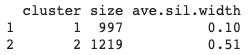 cluster size ave.sil.width
1 1 997 0.10
2 2 1219 0.51